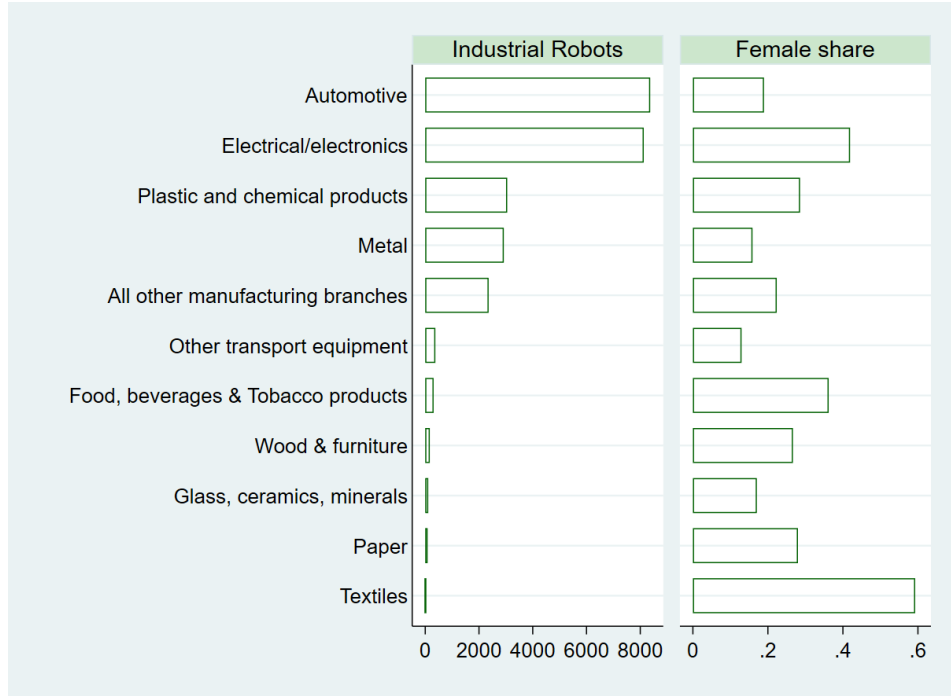 Industrial Robots
Female share
Automotive
Electrical/electronics
Plastic and chemical products
Metal
All other manufacturing branches
Other transport equipment
Food, beverages & Tobacco products
Wood & furniture
Glass, ceramics, minerals
Paper
Textiles
0 2000 4000 6000 8000
0 .2 .4 .6